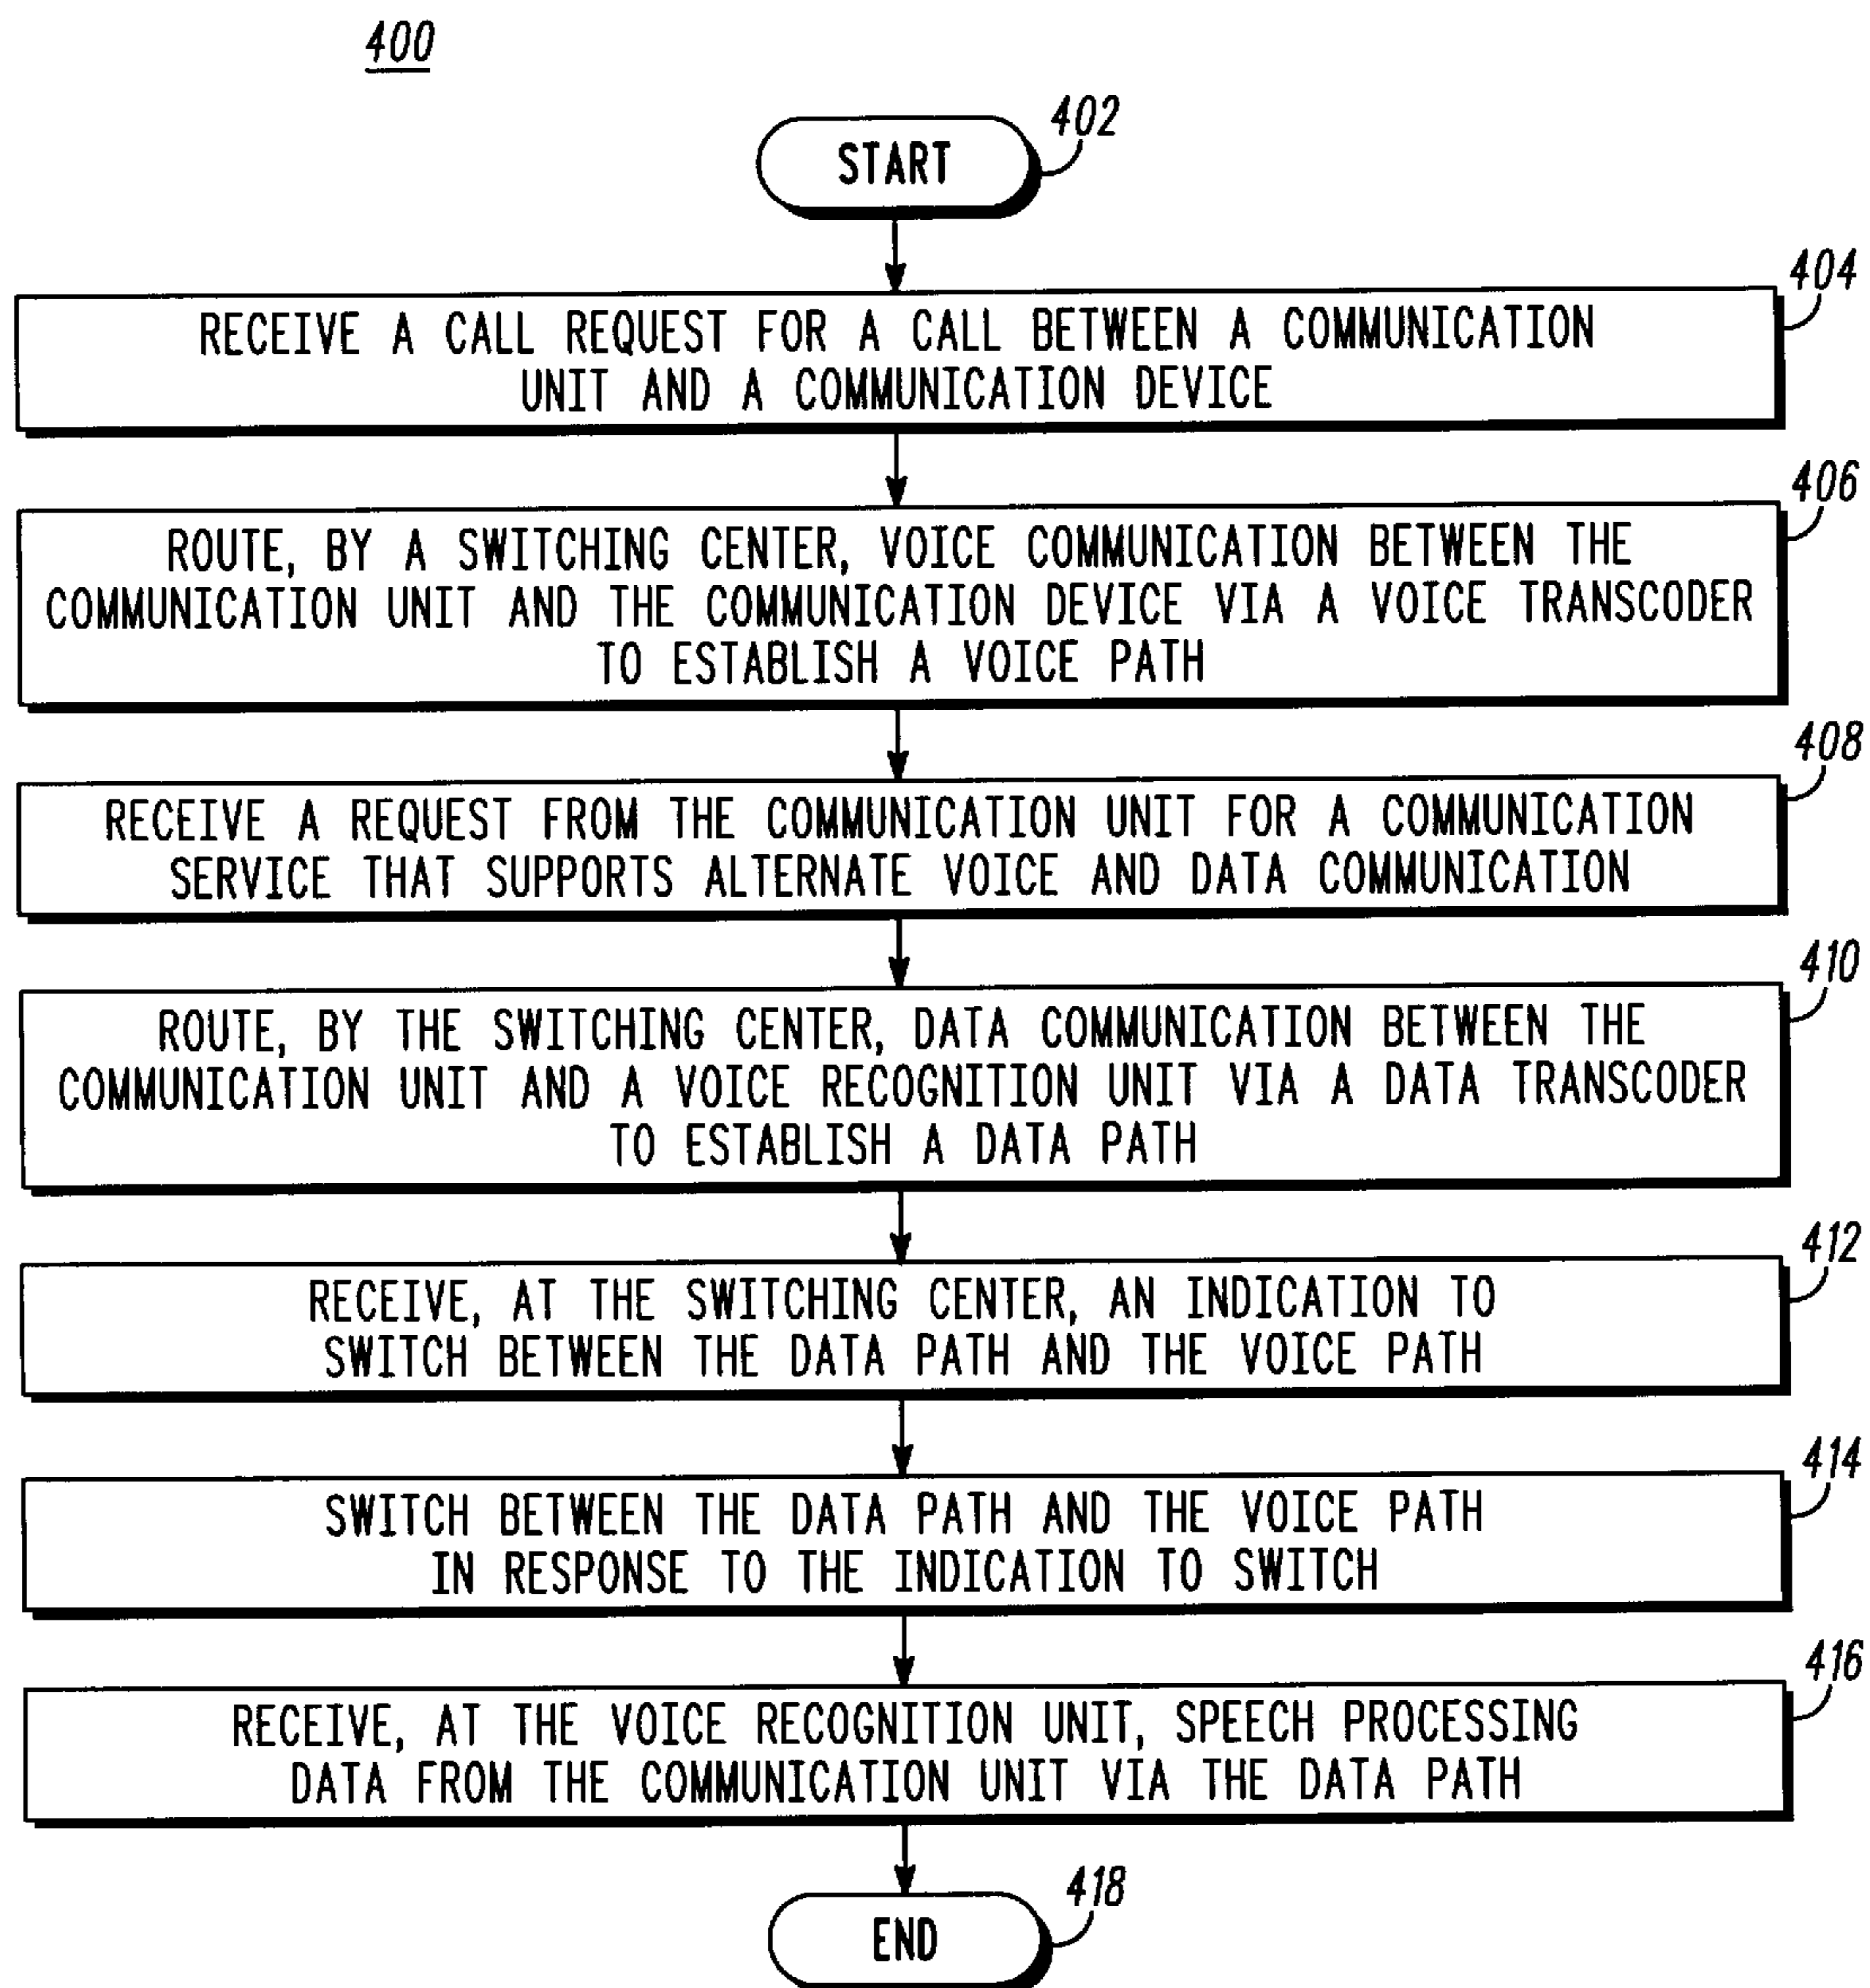 400
402
START
404
RECEIVE A CALL REQUEST FOR A CALL BETWEEN A COMMUNICATION
UNIT AND A COMMUNICATION DEVICE
406
ROUTE, BY A SWITCHING CENTER, VOICE COMMUNICATION BETWEEN THE
COMMUNICATION UNIT AND THE COMMUNICATION DEVICE VIA A VOICE TRANSCODER
TO ESTABLISH A VOICE PATH
408
RECEIVE A REQUEST FROM THE COMMUNICATION UNIT FOR A COMMUNICATION
SERVICE THAT SUPPORTS ALTERNATE VOICE AND DATA COMMUNICATION
410
ROUTE, BY THE SWITCHING CENTER, DATA COMMUNICATION BETWEEN THE
COMMUNICATION UNIT AND A VOICE RECOGNITION UNIT VIA A DATA TRANSCODER
TO ESTABLISH A DATA PATH
412
RECEIVE, AT THE SWITCHING CENTER, AN INDICATION TO
SWITCH BETWEEN THE DATA PATH AND THE VOICE PATH
414
SWITCH BETWEEN THE DATA PATH AND THE VOICE PATH
IN RESPONSE TO THE INDICATION TO SWITCH
416
RECEIVE, AT THE VOICE RECOGNITION UNIT, SPEECH PROCESSING
DATA FROM THE COMMUNICATION UNIT VIA THE DATA PATH
418
END